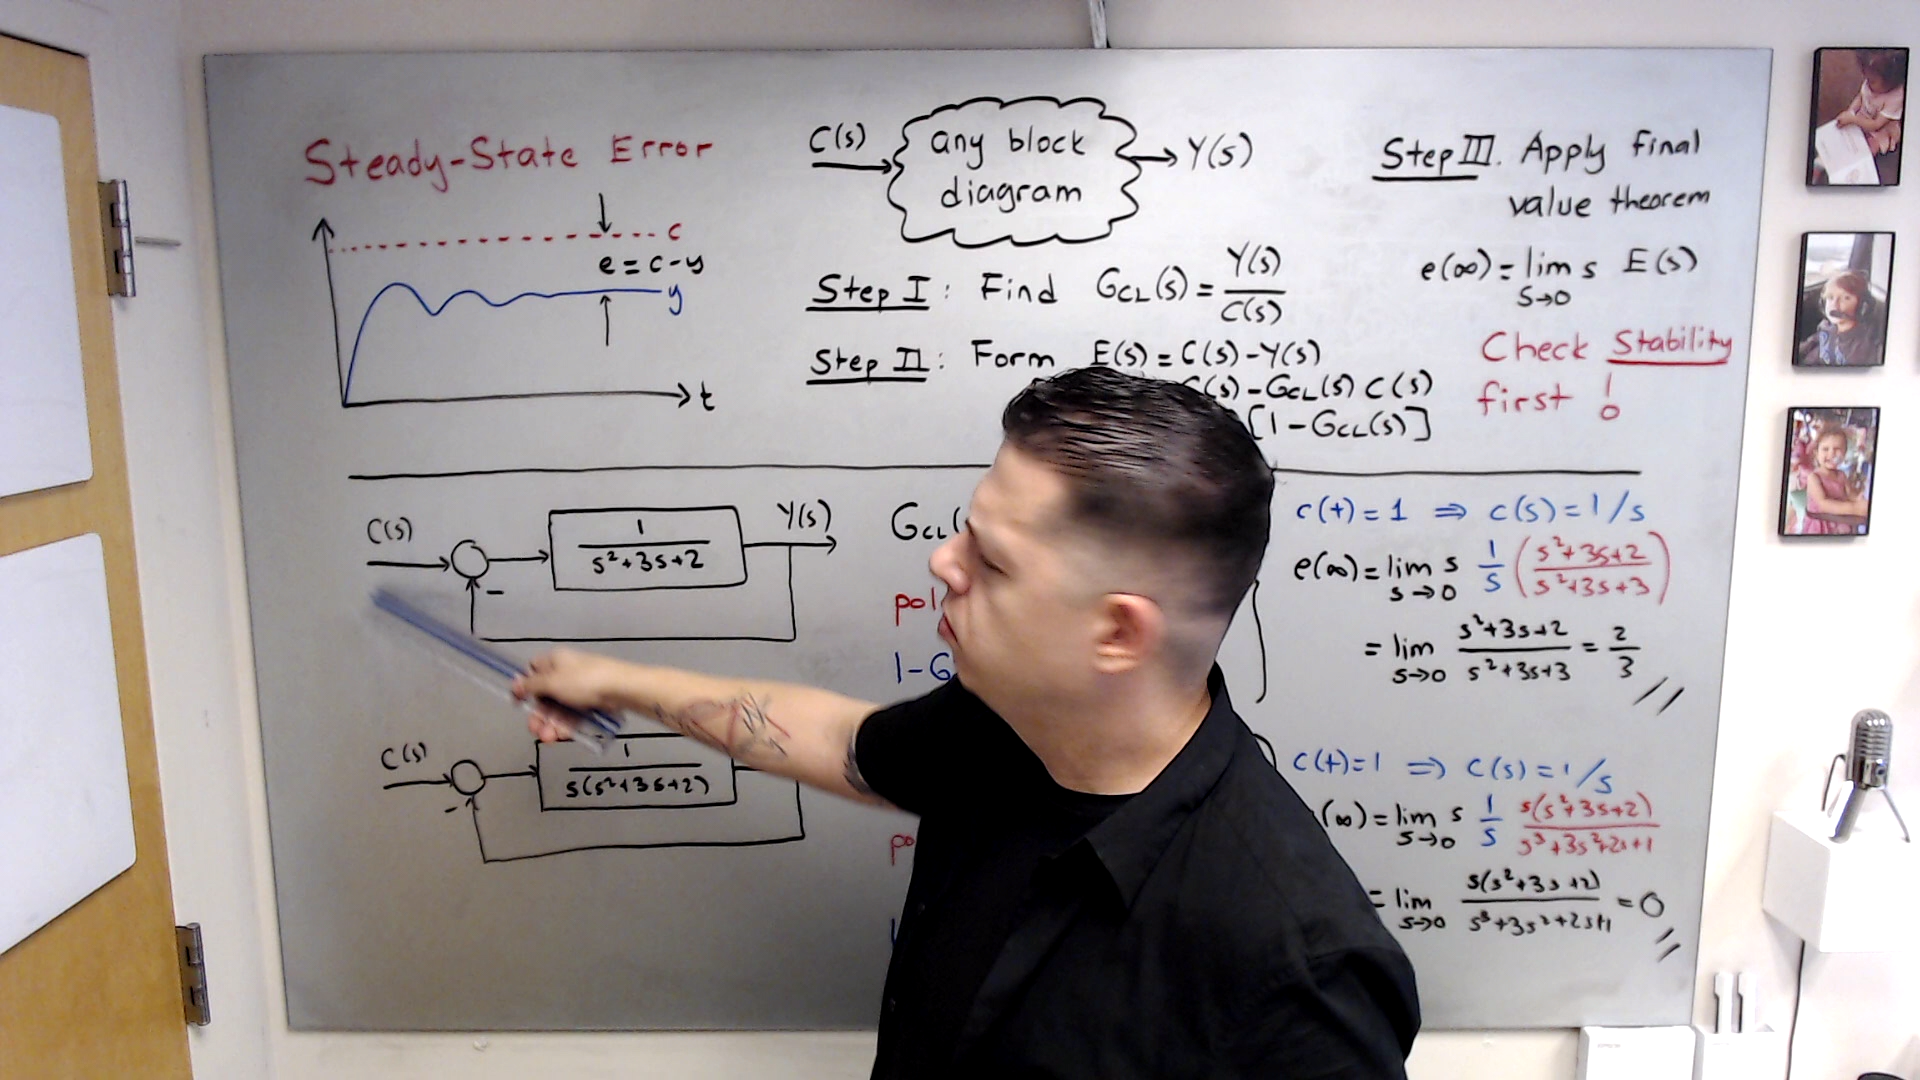 Steady-State Error
c
e = c-y
y
t
C(s)
any block
diagram
Y(s)
Step I: Find G_CL(s) = Y(s)/C(s)
Step II: Form E(s) = C(s)-Y(s)
(s)-G_CL(s) C(s)
[1-G_CL(s)]
Step III. Apply final
value theorem
e(∞) = lim s→0 s E(s)
Check Stability
first !
C(s)
-
1/(s²+3s+2)
Y(s)
G_CL(
pol
1-G
c(t) = 1 ⇒ c(s) = 1/s
e(∞) = lim s→0 s 1/s ((s²+3s+2)/(s²+3s+3))
= lim s→0 (s²+3s+2)/(s²+3s+3) = 2/3 //
C(s)
-
1/(s(s²+3s+2))
po
c(t)=1 ⇒ c(s) = 1/s
(∞) = lim s→0 s 1/s s(s²+3s+2)/(s³+3s²+2s+1)
= lim s→0 s(s²+3s+2)/(s³+3s²+2s+1) = 0 //